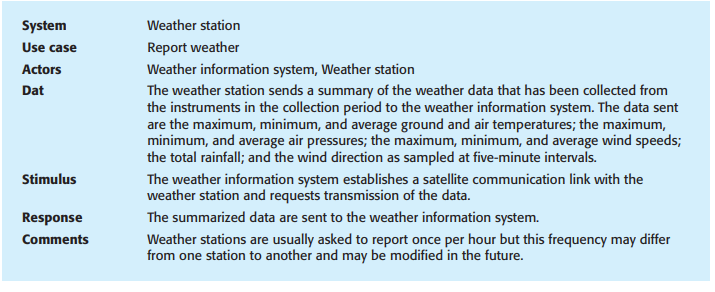 System Weather station
Use case Report weather
Actors Weather information system, Weather station
Dat The weather station sends a summary of the weather data that has been collected from
the instruments in the collection period to the weather information system. The data sent
are the maximum, minimum, and average ground and air temperatures; the maximum,
minimum, and average air pressures; the maximum, minimum, and average wind speeds;
the total rainfall; and the wind direction as sampled at five-minute intervals.
Stimulus The weather information system establishes a satellite communication link with the
weather station and requests transmission of the data.
Response The summarized data are sent to the weather information system.
Comments Weather stations are usually asked to report once per hour but this frequency may differ
from one station to another and may be modified in the future.